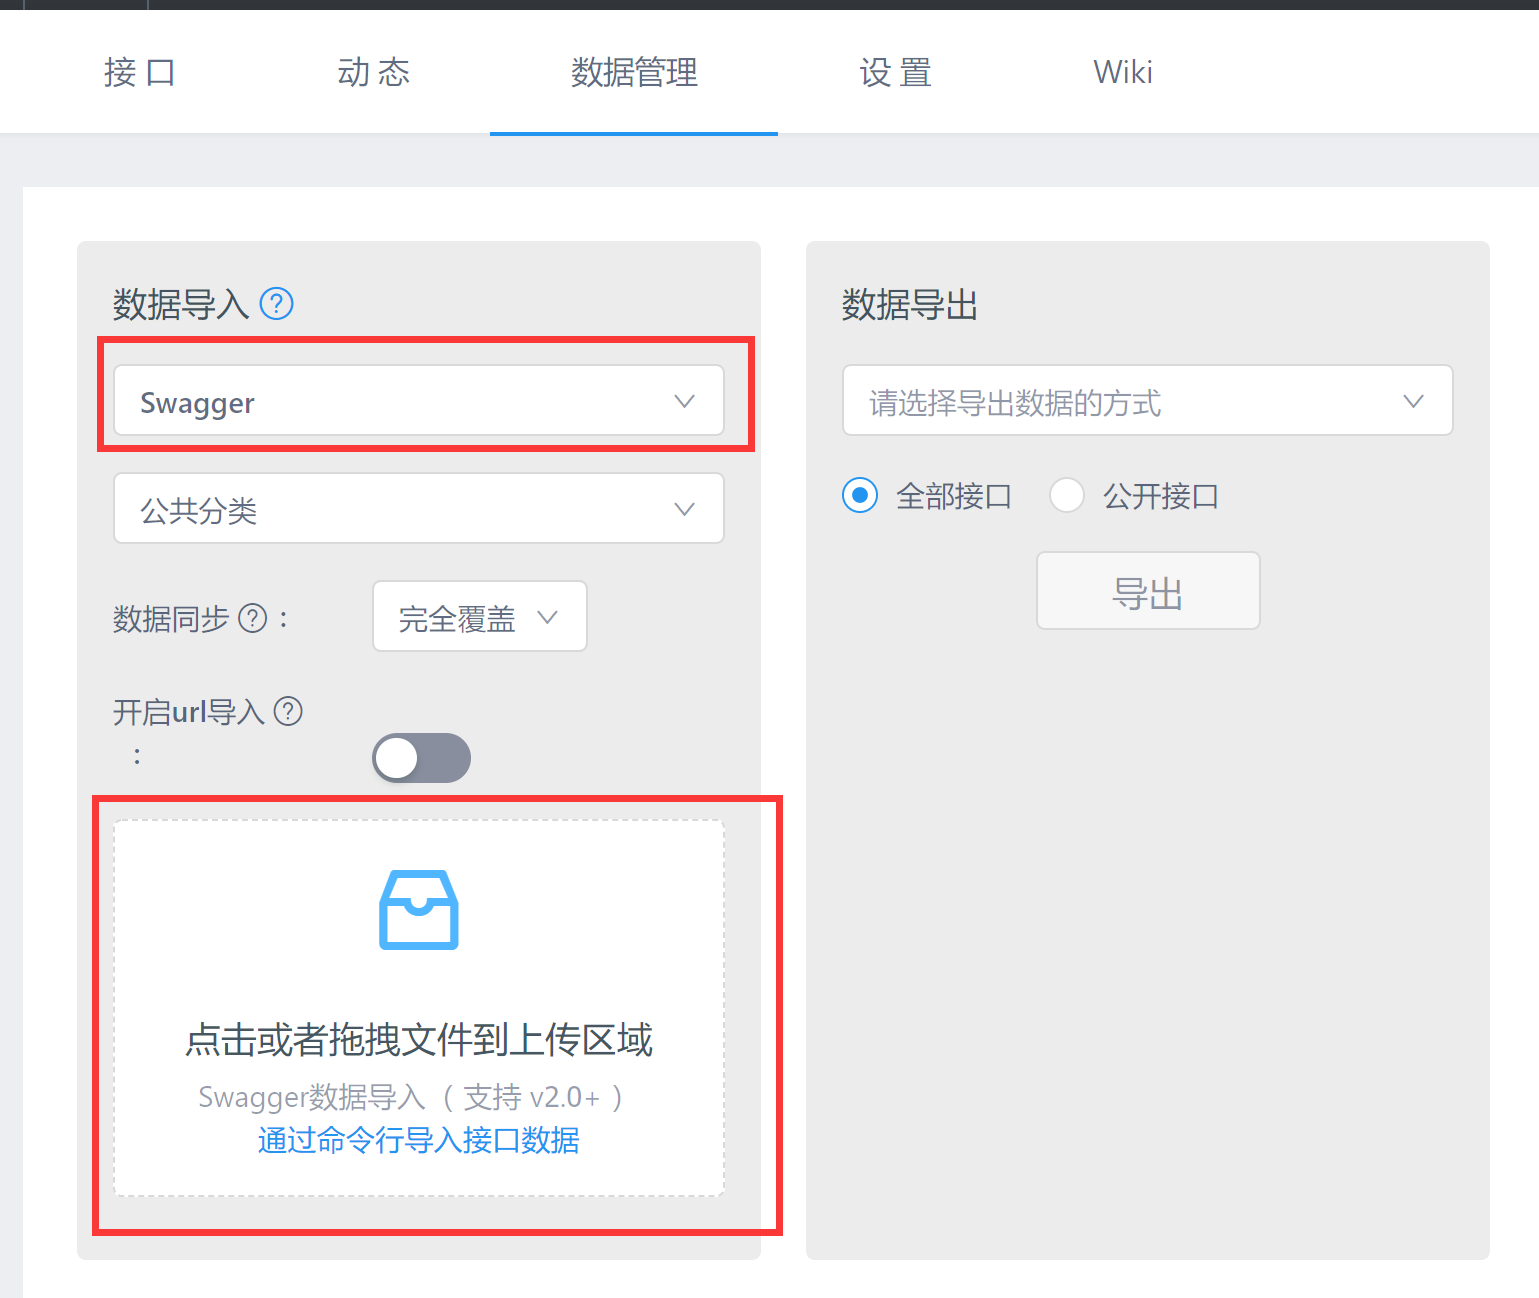 接 口 动 态 数据管理 设 置 Wiki
数据导入 ?
Swagger
公共分类
数据同步 ? : 完全覆盖
开启url导入 ?
:
点击或者拖拽文件到上传区域
Swagger数据导入（ 支持 v2.0+ ）
通过命令行导入接口数据
数据导出
请选择导出数据的方式
全部接口 公开接口
导出